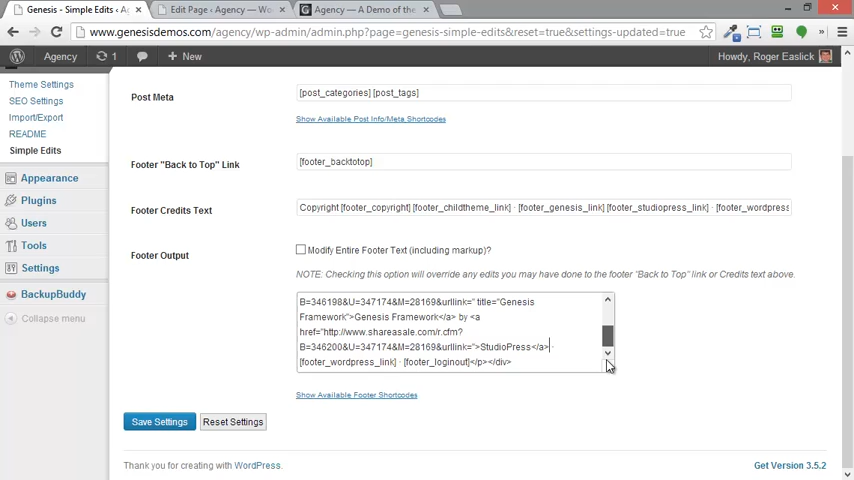 Genesis - Simple Edits ‹ A
Edit Page ‹ Agency — Wo
Agency — A Demo of the
www.genesisdemos.com/agency/wp-admin/admin.php?page=genesis-simple-edits&reset=true&settings-updated=true
Agency
1
+ New
Howdy, Roger Easlick
Theme Settings
SEO Settings
Import/Export
README
Simple Edits
Appearance
Plugins
Users
Tools
Settings
BackupBuddy
Collapse menu
Post Meta
[post_categories] [post_tags]
Show Available Post Info/Meta Shortcodes
Footer "Back to Top" Link
[footer_backtotop]
Footer Credits Text
Copyright [footer_copyright] [footer_childtheme_link] · [footer_genesis_link] [footer_studiopress_link] · [footer_wordpress
Footer Output
Modify Entire Footer Text (including markup)?
NOTE: Checking this option will override any edits you may have done to the footer "Back to Top" link or Credits text above.
B=346198&U=347174&M=28169&urllink=" title="Genesis
Framework">Genesis Framework</a> by <a
href="http://www.shareasale.com/r.cfm?
B=346200&U=347174&M=28169&urllink=">StudioPress</a> ·
[footer_wordpress_link] · [footer_loginout]</p></div>
Show Available Footer Shortcodes
Save Settings
Reset Settings
Thank you for creating with WordPress.
Get Version 3.5.2